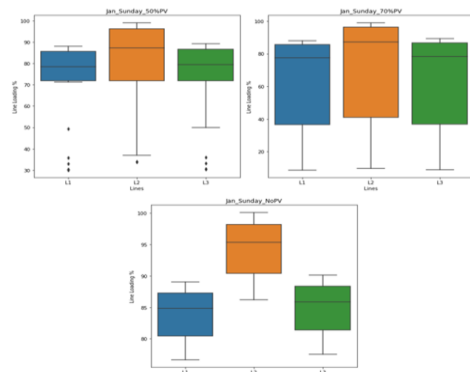 Jan_Sunday_50%PV
100
90
80
70
60
50
40
30
Line Loading %
L1
L2
L3
Lines
Jan_Sunday_70%PV
100
80
60
40
20
Line Loading %
L1
L2
L3
Lines
Jan_Sunday_NoPV
100
95
90
85
80
Line Loading %